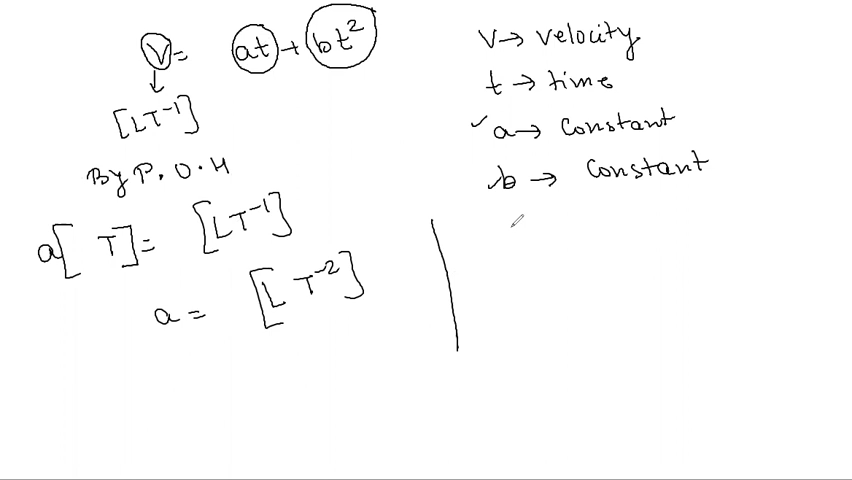 V = at + bt²
[LT⁻¹]
By P.O.H
a[T] = [LT⁻¹]
a = [LT⁻²]
V → velocity
t → time
✓a → Constant
✓b → Constant